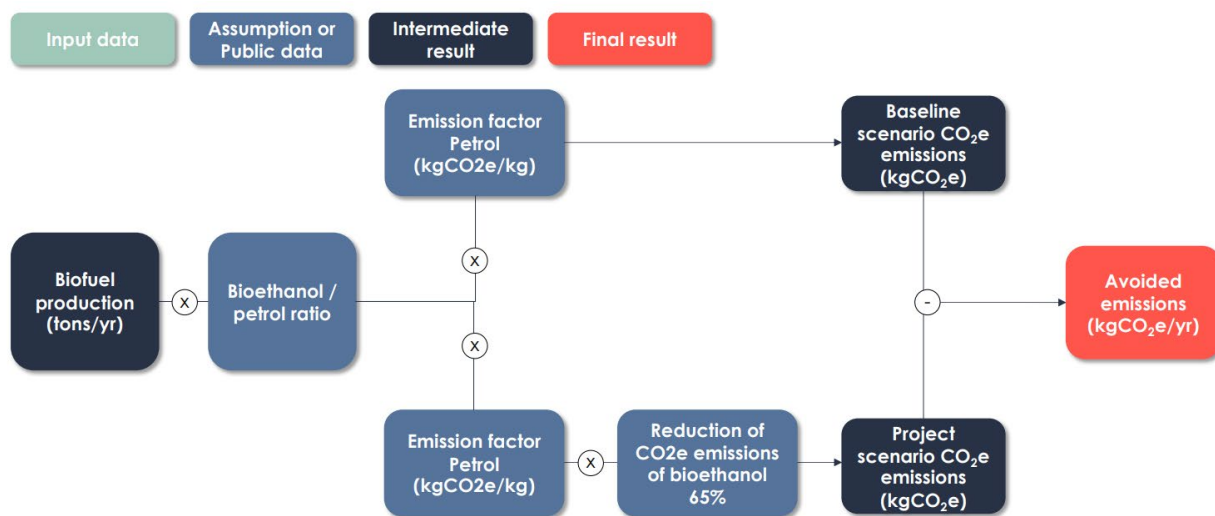 Input data
Assumption or
Public data
Intermediate
result
Final result
Emission factor
Petrol
(kgCO2e/kg)
Baseline
scenario CO₂e
emissions
(kgCO₂e)
Biofuel
production
(tons/yr)
X
Bioethanol /
petrol ratio
X
X
-
Avoided
emissions
(kgCO₂e/yr)
Emission factor
Petrol
(kgCO2e/kg)
X
Reduction of
CO2e emissions
of bioethanol
65%
Project
scenario CO₂e
emissions
(kgCO₂e)